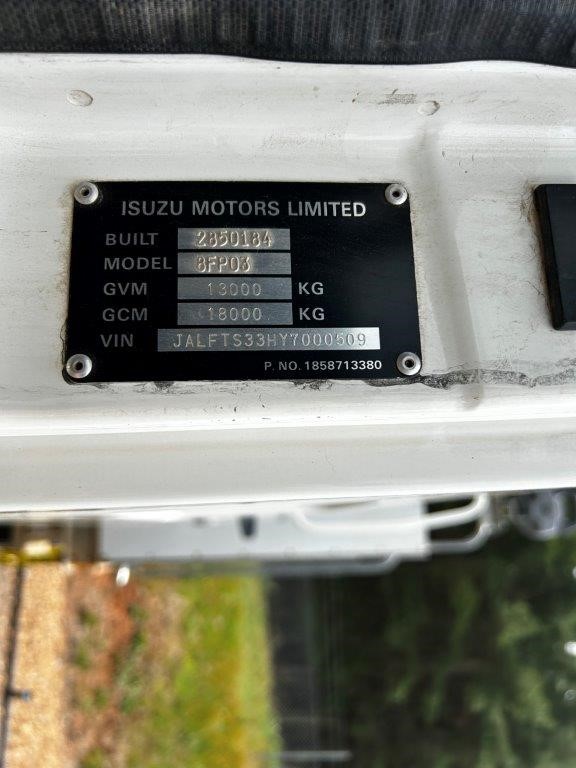 ISUZU MOTORS LIMITED
BUILT 2850184
MODEL 8FP03
GVM 13000 KG
GCM 18000 KG
VIN JALFTS33HY7000509
P. NO. 1858713380